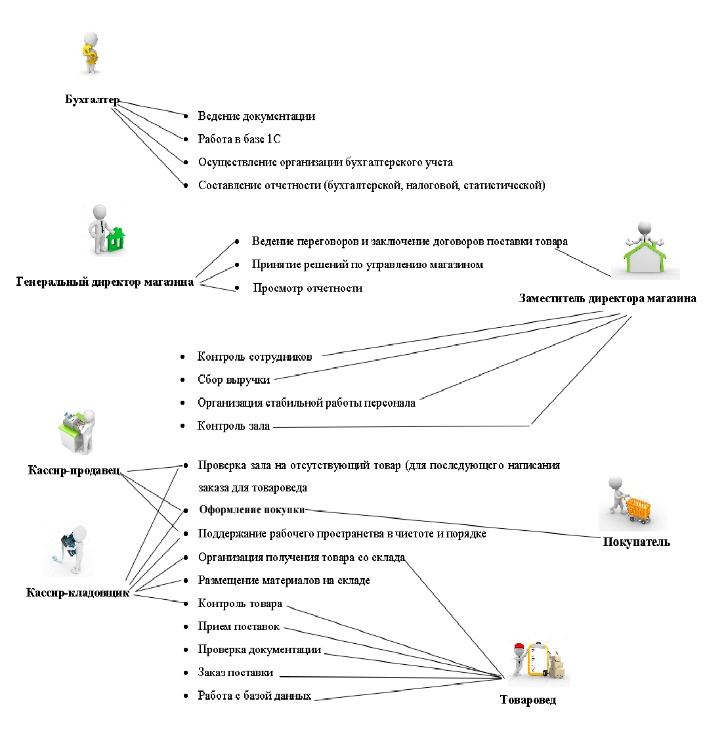 Бухгалтер
• Ведение документации
• Работа в базе 1С
• Осуществление организации бухгалтерского учета
• Составление отчетности (бухгалтерской, налоговой, статистической)
• Ведение переговоров и заключение договоров поставки товара
• Принятие решений по управлению магазином
Генеральный директор магазина
• Просмотр отчетности
Заместитель директора магазина
• Контроль сотрудников
• Сбор выручки
• Организация стабильной работы персонала
• Контроль зала
Кассир-продавец
• Проверка зала на отсутствующий товар (для последующего написания
заказа для товароведа
• Оформление покупки
• Поддержание рабочего пространства в чистоте и порядке
Покупатель
• Организация получения товара со склада
• Размещение материалов на складе
Кассир-кладовщик
• Контроль товара
• Прием поставок
• Проверка документации
• Заказ поставки
• Работа с базой данных
Товаровед